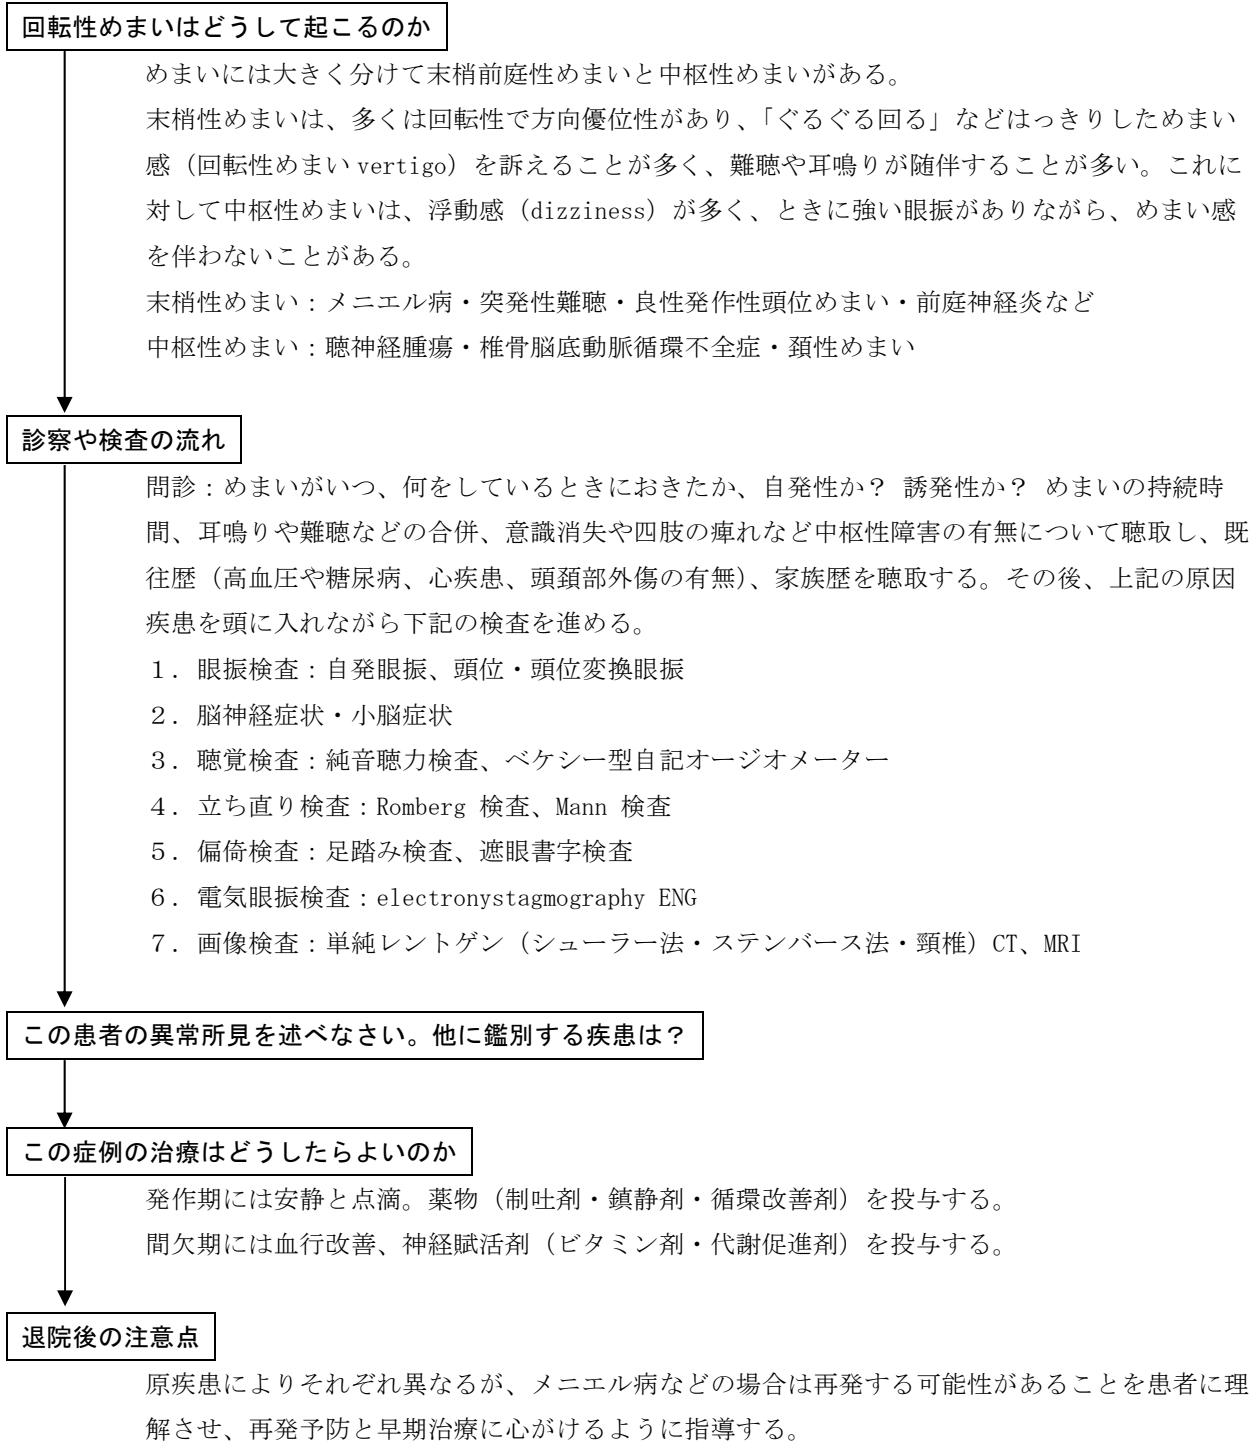 回転性めまいはどうして起こるのか
めまいには大きく分けて末梢前庭性めまいと中枢性めまいがある。
末梢性めまいは、多くは回転性で方向優位性があり、「ぐるぐる回る」などはっきりしためまい
感（回転性めまい vertigo）を訴えることが多く、難聴や耳鳴りが随伴することが多い。これに
対して中枢性めまいは、浮動感（dizziness）が多く、ときに強い眼振がありながら、めまい感
を伴わないことがある。
末梢性めまい：メニエル病・突発性難聴・良性発作性頭位めまい・前庭神経炎など
中枢性めまい：聴神経腫瘍・椎骨脳底動脈循環不全症・頚性めまい
診察や検査の流れ
問診：めまいがいつ、何をしているときにおきたか、自発性か？ 誘発性か？ めまいの持続時
間、耳鳴りや難聴などの合併、意識消失や四肢の痺れなど中枢性障害の有無について聴取し、既
往歴（高血圧や糖尿病、心疾患、頭頚部外傷の有無）、家族歴を聴取する。その後、上記の原因
疾患を頭に入れながら下記の検査を進める。
１．眼振検査：自発眼振、頭位・頭位変換眼振
２．脳神経症状・小脳症状
３．聴覚検査：純音聴力検査、ベケシー型自記オージオメーター
４．立ち直り検査：Romberg 検査、Mann 検査
５．偏倚検査：足踏み検査、遮眼書字検査
６．電気眼振検査：electronystagmography ENG
７．画像検査：単純レントゲン（シューラー法・ステンバース法・頸椎）CT、MRI
この患者の異常所見を述べなさい。他に鑑別する疾患は？
この症例の治療はどうしたらよいのか
発作期には安静と点滴。薬物（制吐剤・鎮静剤・循環改善剤）を投与する。
間欠期には血行改善、神経賦活剤（ビタミン剤・代謝促進剤）を投与する。
退院後の注意点
原疾患によりそれぞれ異なるが、メニエル病などの場合は再発する可能性があることを患者に理
解させ、再発予防と早期治療に心がけるように指導する。